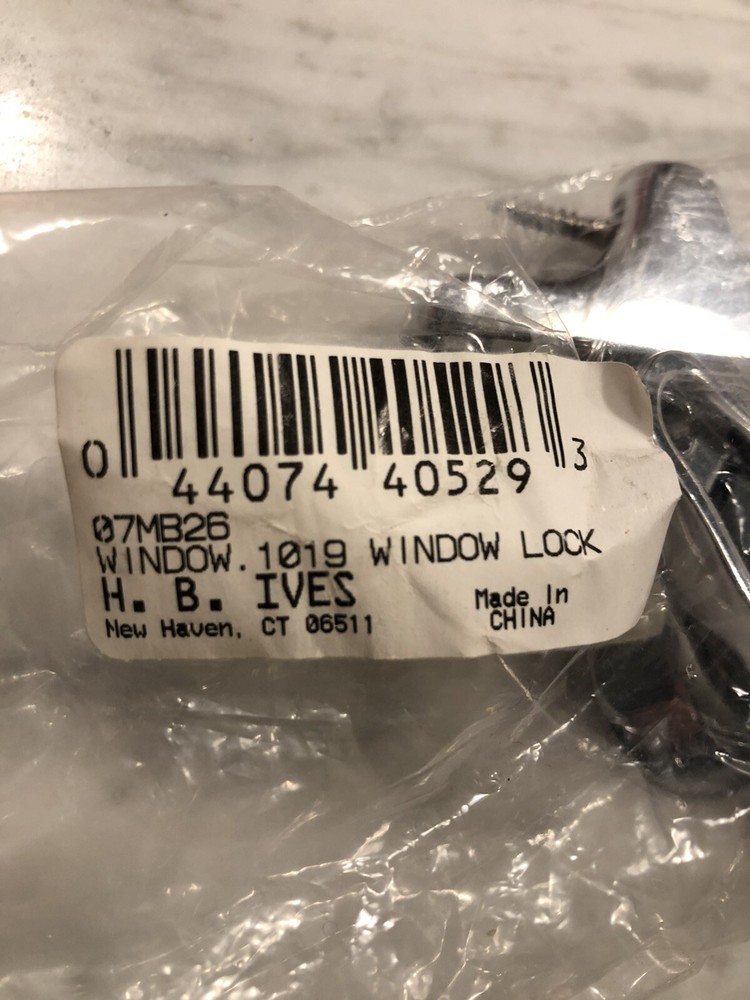 0 44074 40529 3
07MB26
WINDOW.1019 WINDOW LOCK
H. B. IVES
New Haven, CT 06511
Made In
CHINA